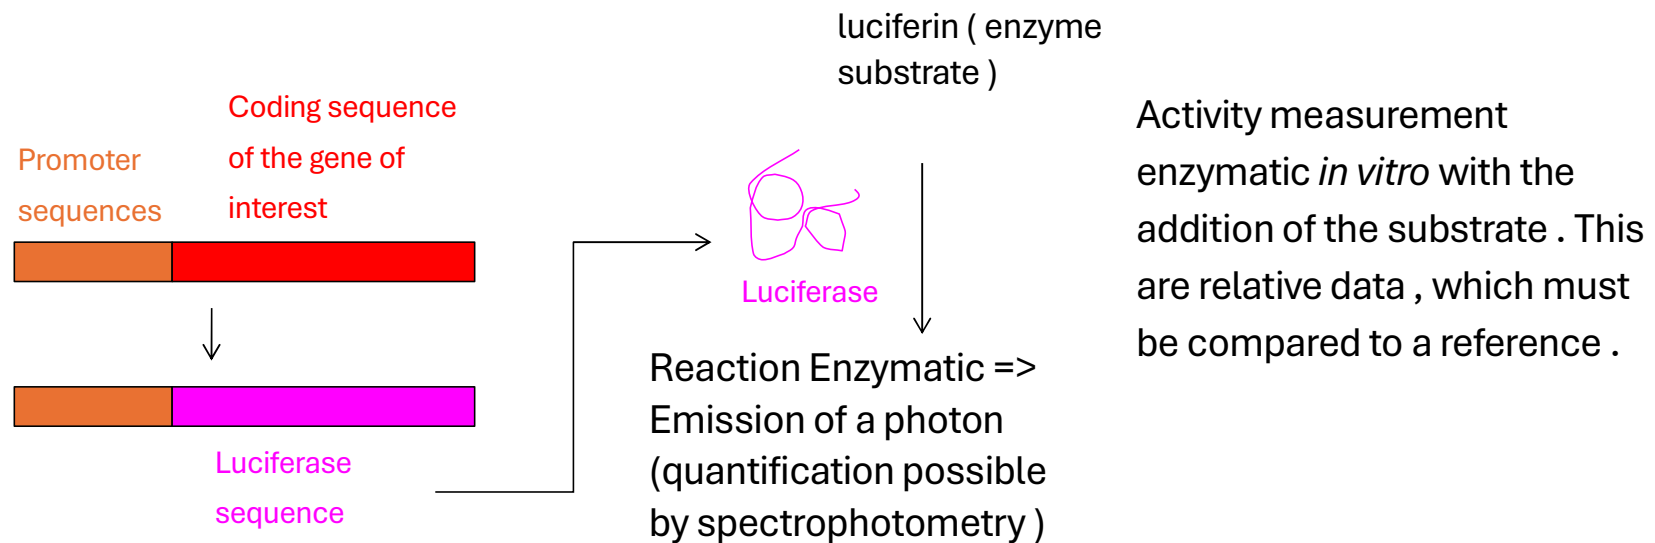 Promoter
sequences
Coding sequence
of the gene of
interest
Luciferase
sequence
luciferin ( enzyme
substrate )
Luciferase
Reaction Enzymatic =>
Emission of a photon
(quantification possible
by spectrophotometry )
Activity measurement
enzymatic in vitro with the
addition of the substrate . This
are relative data , which must
be compared to a reference .